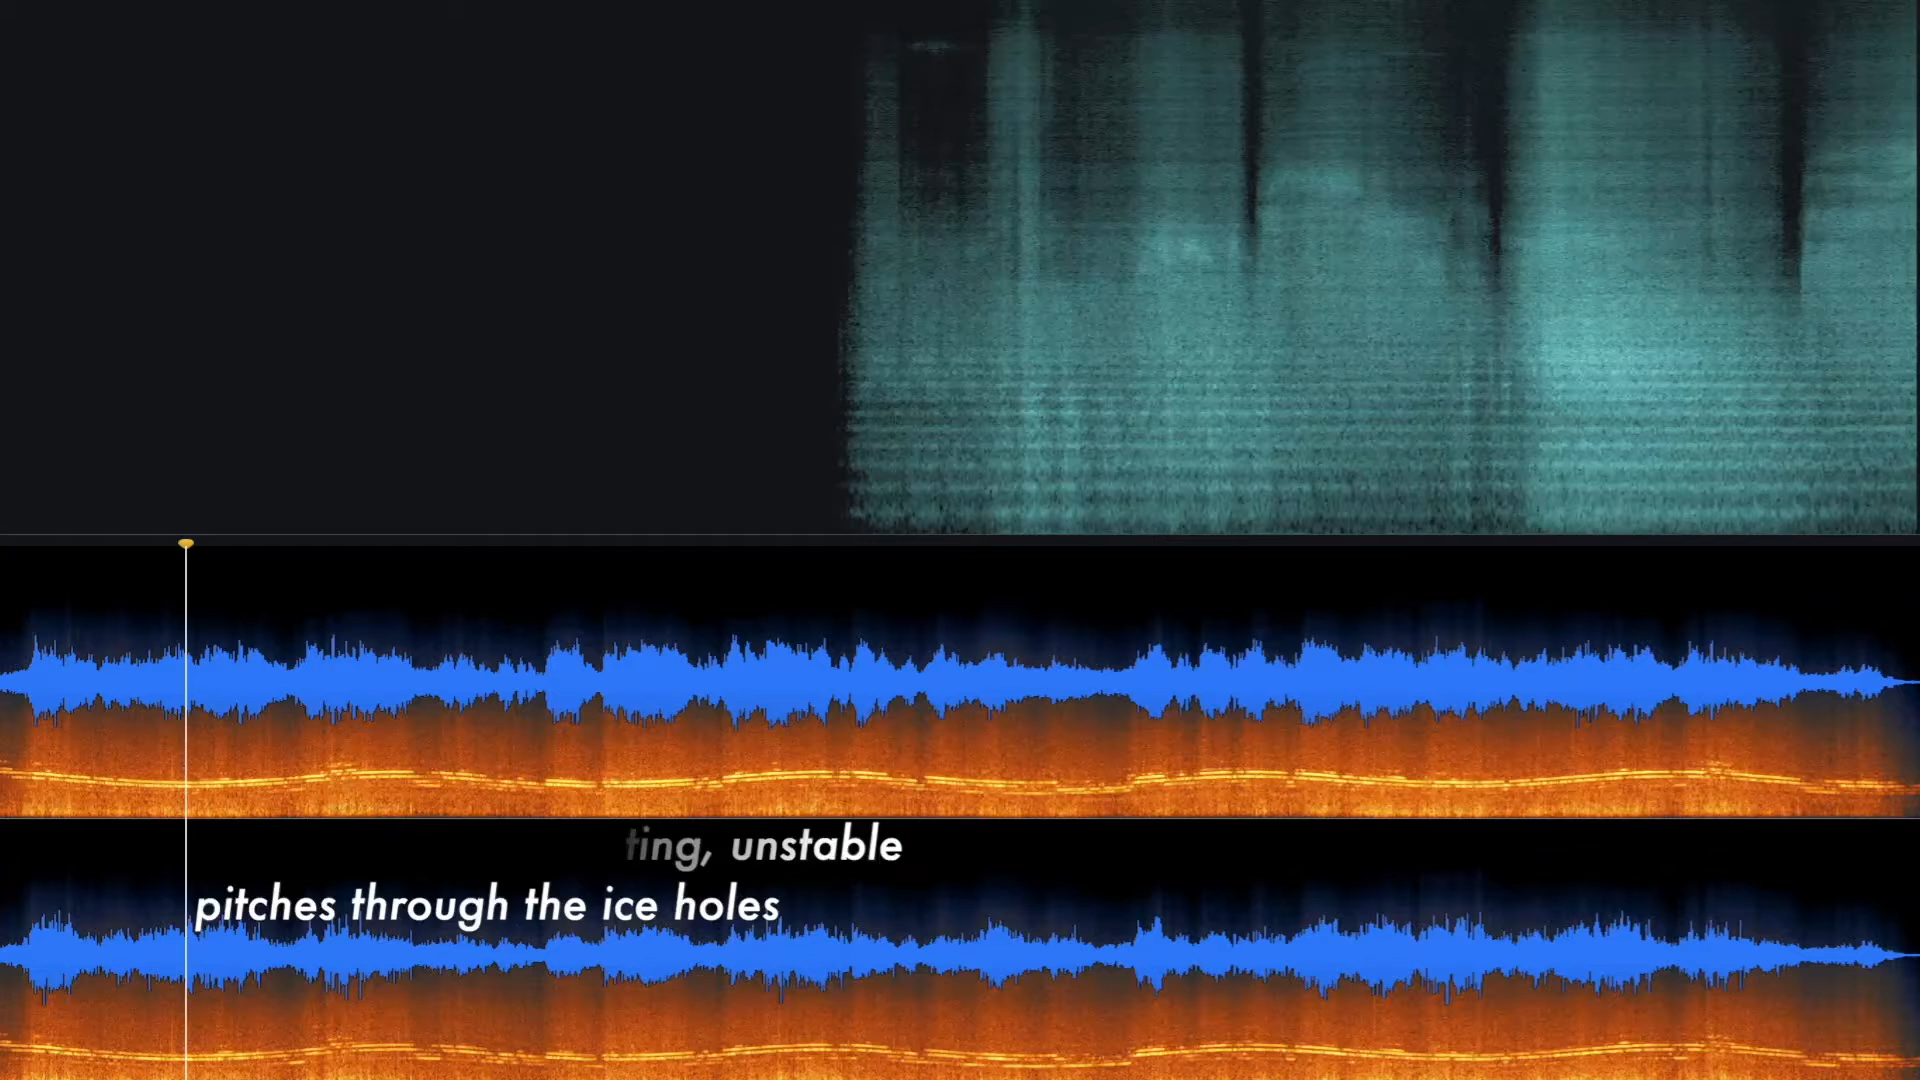 ting, unstable
pitches through the ice holes